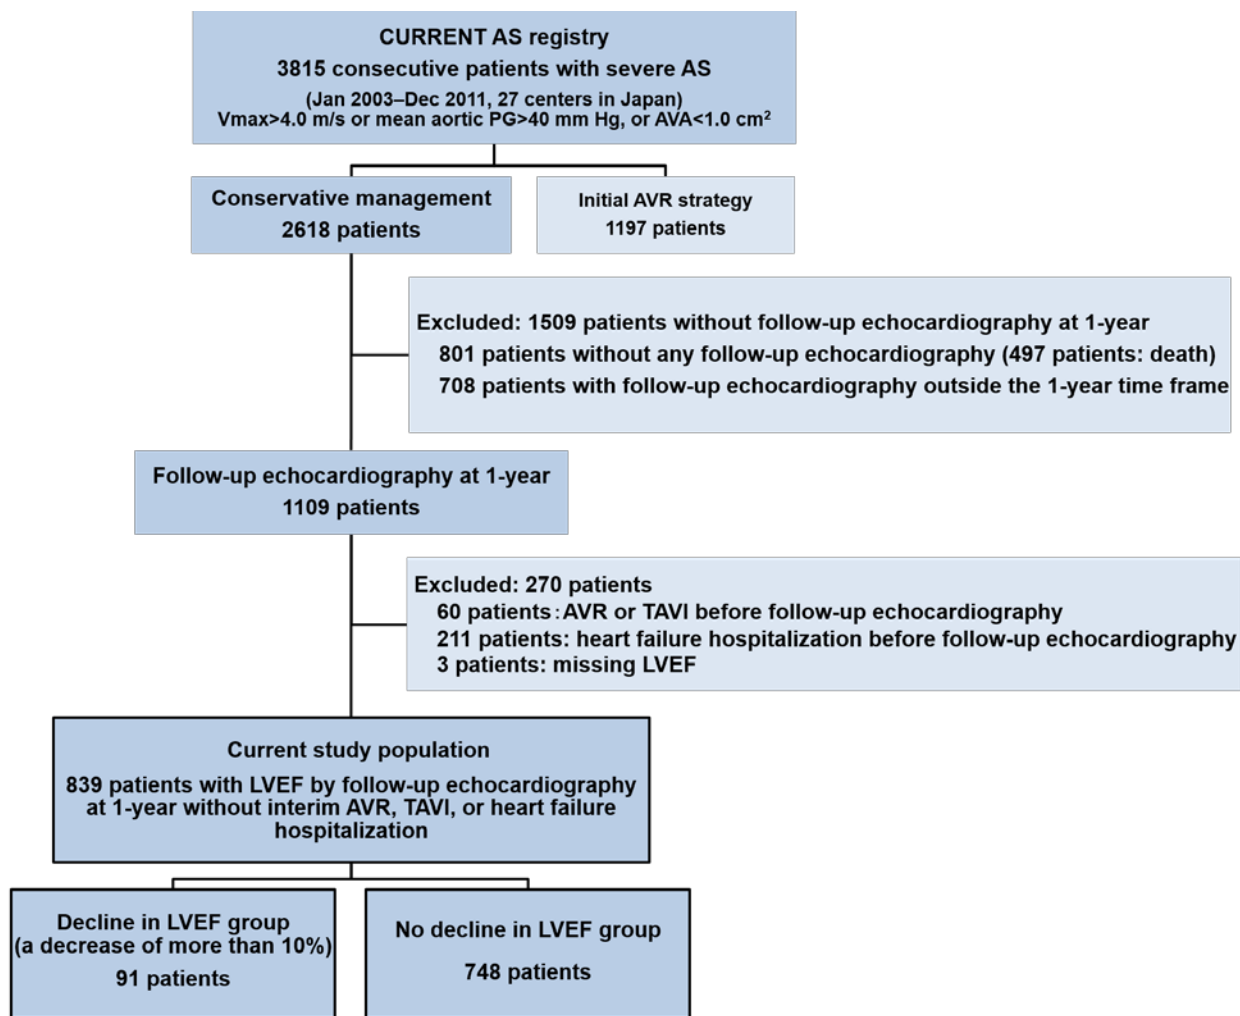 CURRENT AS registry
3815 consecutive patients with severe AS
(Jan 2003–Dec 2011, 27 centers in Japan)
Vmax>4.0 m/s or mean aortic PG>40 mm Hg, or AVA<1.0 cm²
Conservative management
2618 patients
Initial AVR strategy
1197 patients
Excluded: 1509 patients without follow-up echocardiography at 1-year
801 patients without any follow-up echocardiography (497 patients: death)
708 patients with follow-up echocardiography outside the 1-year time frame
Follow-up echocardiography at 1-year
1109 patients
Excluded: 270 patients
60 patients: AVR or TAVI before follow-up echocardiography
211 patients: heart failure hospitalization before follow-up echocardiography
3 patients: missing LVEF
Current study population
839 patients with LVEF by follow-up echocardiography
at 1-year without interim AVR, TAVI, or heart failure
hospitalization
Decline in LVEF group
(a decrease of more than 10%)
91 patients
No decline in LVEF group
748 patients